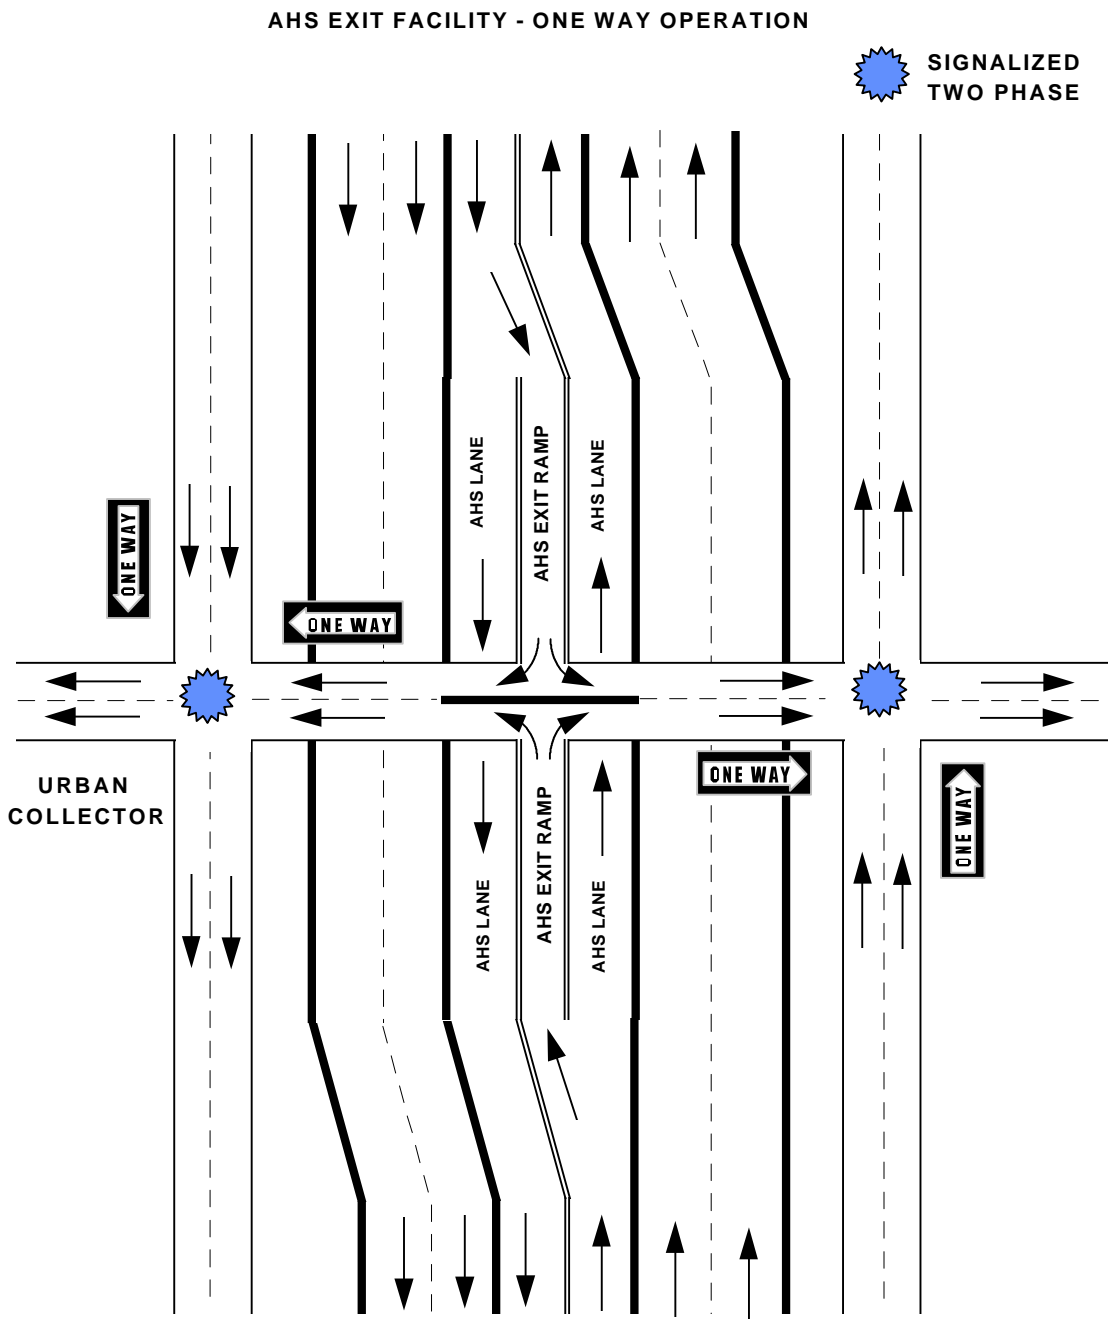 AHS EXIT FACILITY - ONE WAY OPERATION
SIGNALIZED
TWO PHASE
AHS LANE
AHS EXIT RAMP
AHS LANE
ONE WAY
ONE WAY
URBAN
COLLECTOR
ONE WAY
ONE WAY
AHS LANE
AHS EXIT RAMP
AHS LANE